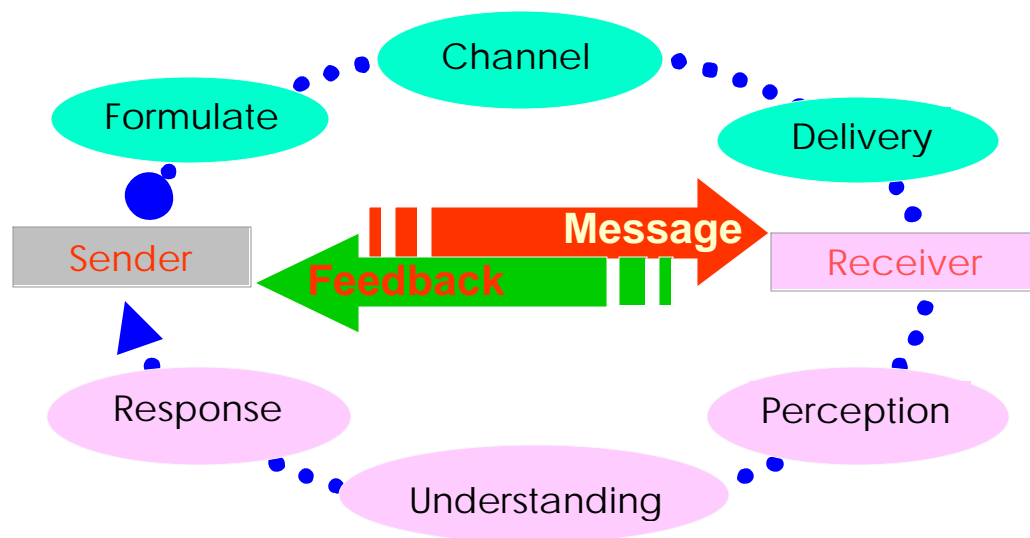 Channel
Formulate
Delivery
Message
Sender
Receiver
Feedback
Response
Perception
Understanding